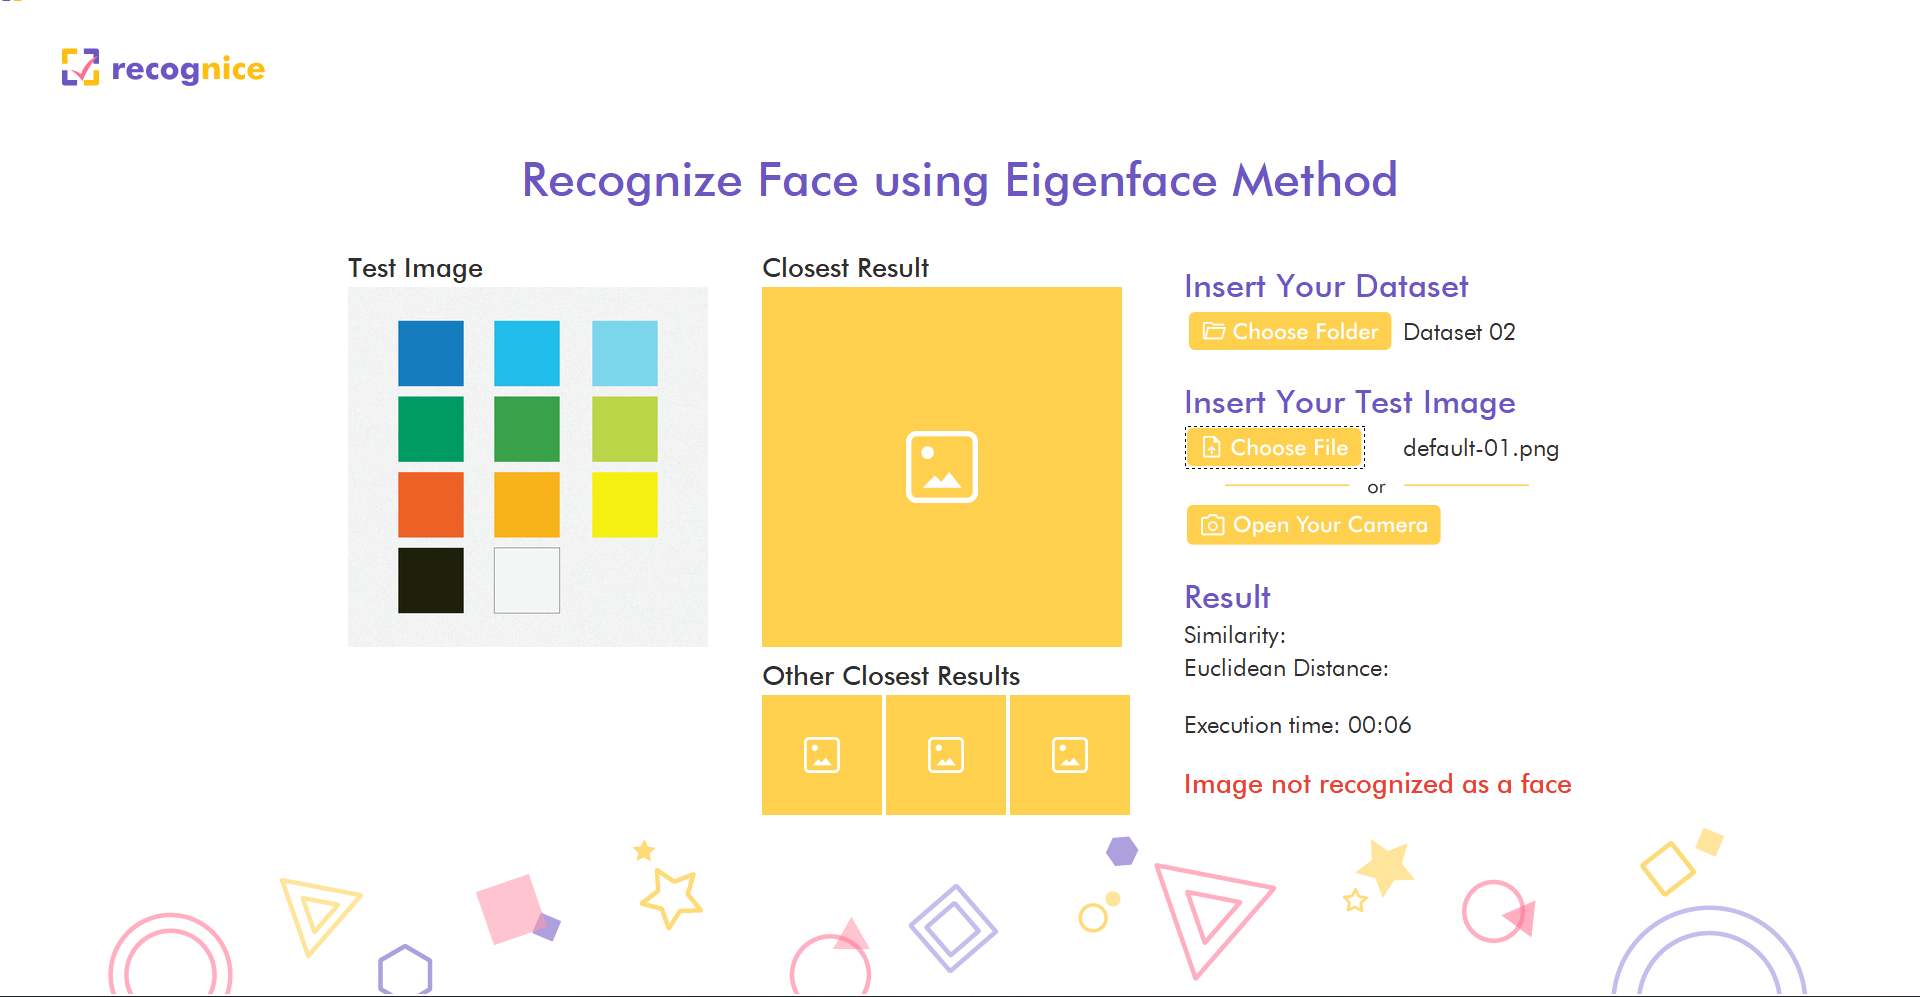 recognice
Recognize Face using Eigenface Method
Test Image
Closest Result
Other Closest Results
Insert Your Dataset
Choose Folder
Dataset 02
Insert Your Test Image
Choose File
default-01.png
or
Open Your Camera
Result
Similarity:
Euclidean Distance:
Execution time: 00:06
Image not recognized as a face